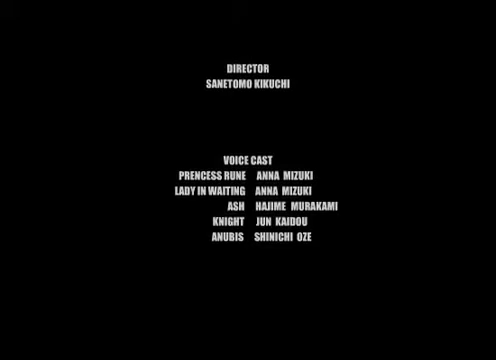 DIRECTOR
SANETOMO KIKUCHI
VOICE CAST
PRENCESS RUNE ANNA MIZUKI
LADY IN WAITING ANNA MIZUKI
ASH HAJIME MURAKAMI
KNIGHT JUN KAIDOU
ANUBIS SHINICHI OZE